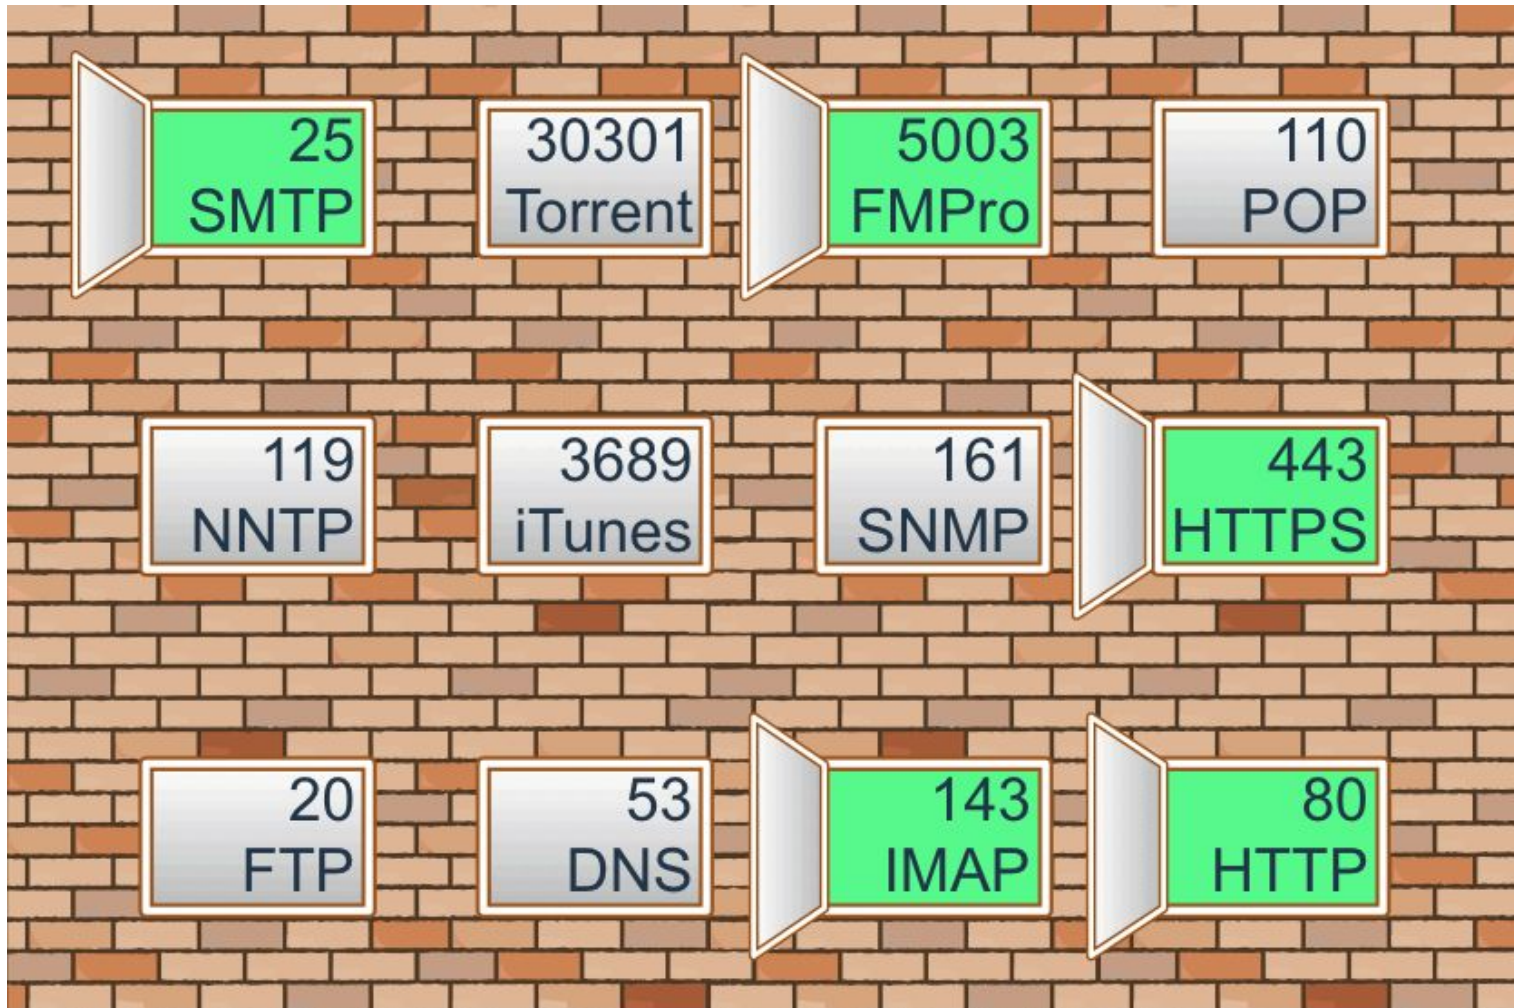 25
SMTP
30301
Torrent
5003
FMPro
110
POP
119
NNTP
3689
iTunes
161
SNMP
443
HTTPS
20
FTP
53
DNS
143
IMAP
80
HTTP